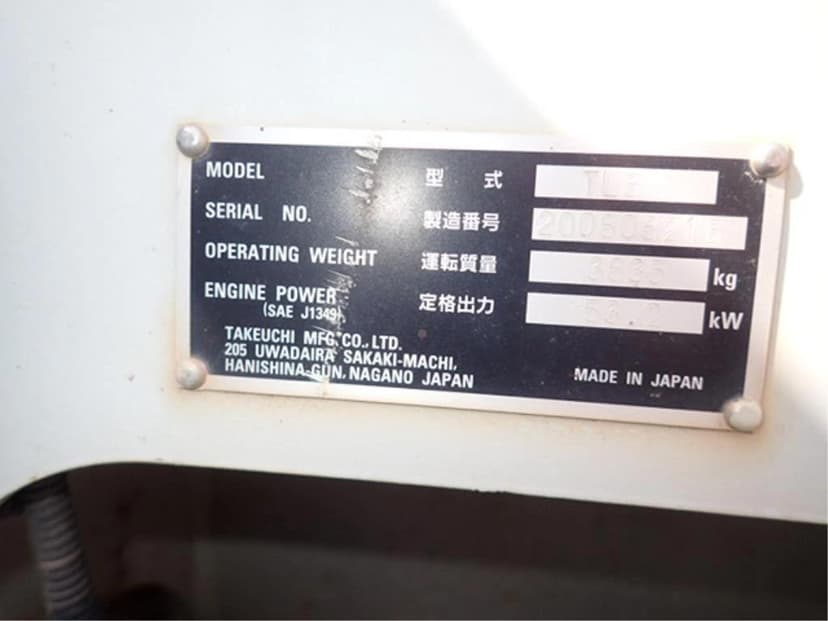 MODEL 型 式
SERIAL NO. 製造番号
OPERATING WEIGHT 運転質量 kg
ENGINE POWER 定格出力 kW
(SAE J1349)
TAKEUCHI MFG. CO., LTD.
205 UWADAIRA SAKAKI-MACHI,
HANISHINA-GUN. NAGANO JAPAN
MADE IN JAPAN